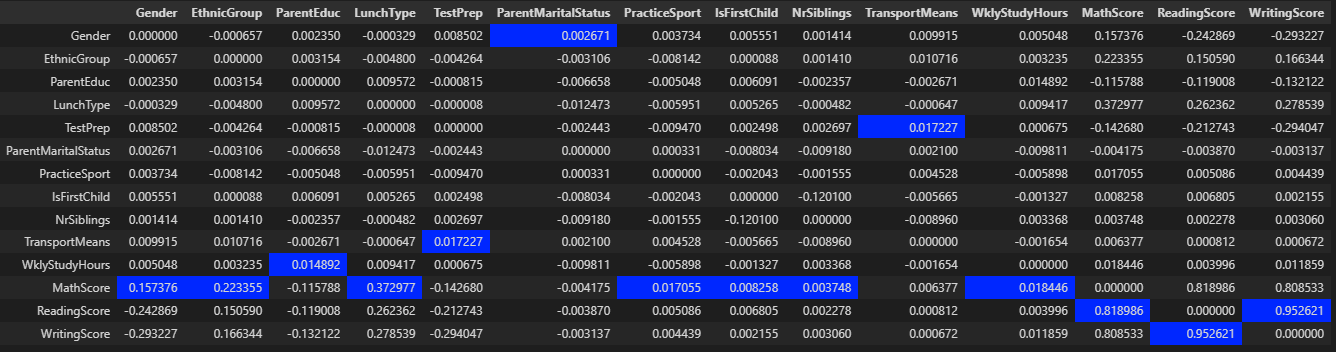 Gender EthnicGroup ParentEduc LunchType TestPrep ParentMaritalStatus PracticeSport IsFirstChild NrSiblings TransportMeans WklyStudyHours MathScore ReadingScore WritingScore
Gender 0.000000 -0.000657 0.002350 -0.000329 0.008502 0.002671 0.003734 0.005551 0.001414 0.009915 0.005048 0.157376 -0.242869 -0.293227
EthnicGroup -0.000657 0.000000 0.003154 -0.004800 -0.004264 -0.003106 -0.008142 0.000088 0.001410 0.010716 0.003235 0.223355 0.150590 0.166344
ParentEduc 0.002350 0.003154 0.000000 0.009572 -0.000815 -0.006658 -0.005048 0.006091 -0.002357 -0.002671 0.014892 -0.115788 -0.119008 -0.132122
LunchType -0.000329 -0.004800 0.009572 0.000000 -0.000008 -0.012473 -0.005951 0.005265 -0.000482 -0.000647 0.009417 0.372977 0.262362 0.278539
TestPrep 0.008502 -0.004264 -0.000815 -0.000008 0.000000 -0.002443 -0.009470 0.002498 0.002697 0.017227 0.000675 -0.142680 -0.212743 -0.294047
ParentMaritalStatus 0.002671 -0.003106 -0.006658 -0.012473 -0.002443 0.000000 0.000331 -0.008034 -0.009180 0.002100 -0.009811 -0.004175 -0.003870 -0.003137
PracticeSport 0.003734 -0.008142 -0.005048 -0.005951 -0.009470 0.000331 0.000000 -0.002043 -0.001555 0.004528 -0.005898 0.017055 0.005086 0.004439
IsFirstChild 0.005551 0.000088 0.006091 0.005265 0.002498 -0.008034 -0.002043 0.000000 -0.120100 -0.005665 -0.001327 0.008258 0.006805 0.002155
NrSiblings 0.001414 0.001410 -0.002357 -0.000482 0.002697 -0.009180 -0.001555 -0.120100 0.000000 -0.008960 0.003368 0.003748 0.002278 0.003060
TransportMeans 0.009915 0.010716 -0.002671 -0.000647 0.017227 0.002100 0.004528 -0.005665 -0.008960 0.000000 -0.001654 0.006377 0.000812 0.000672
WklyStudyHours 0.005048 0.003235 0.014892 0.009417 0.000675 -0.009811 -0.005898 -0.001327 0.003368 -0.001654 0.000000 0.018446 0.003996 0.011859
MathScore 0.157376 0.223355 -0.115788 0.372977 -0.142680 -0.004175 0.017055 0.008258 0.003748 0.006377 0.018446 0.000000 0.818986 0.808533
ReadingScore -0.242869 0.150590 -0.119008 0.262362 -0.212743 -0.003870 0.005086 0.006805 0.002278 0.000812 0.003996 0.818986 0.000000 0.952621
WritingScore -0.293227 0.166344 -0.132122 0.278539 -0.294047 -0.003137 0.004439 0.002155 0.003060 0.000672 0.011859 0.808533 0.952621 0.000000